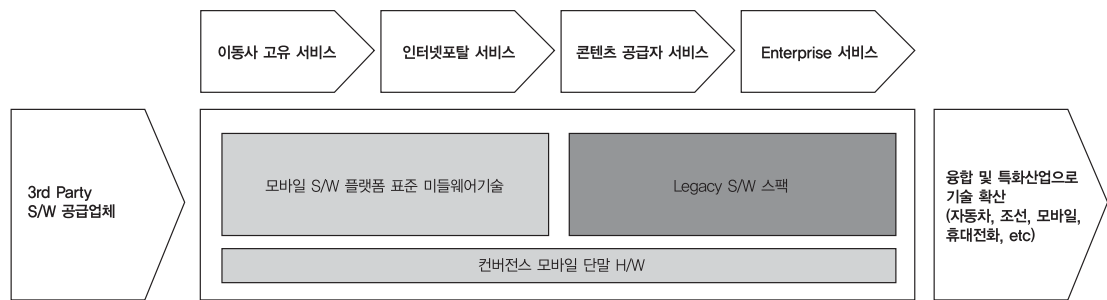 이동사 고유 서비스
인터넷포탈 서비스
콘텐츠 공급자 서비스
Enterprise 서비스
3rd Party
S/W 공급업체
모바일 S/W 플랫폼 표준 미들웨어기술
Legacy S/W 스팩
컨버전스 모바일 단말 H/W
융합 및 특화산업으로
기술 확산
(자동차, 조선, 모바일,
휴대전화, etc)